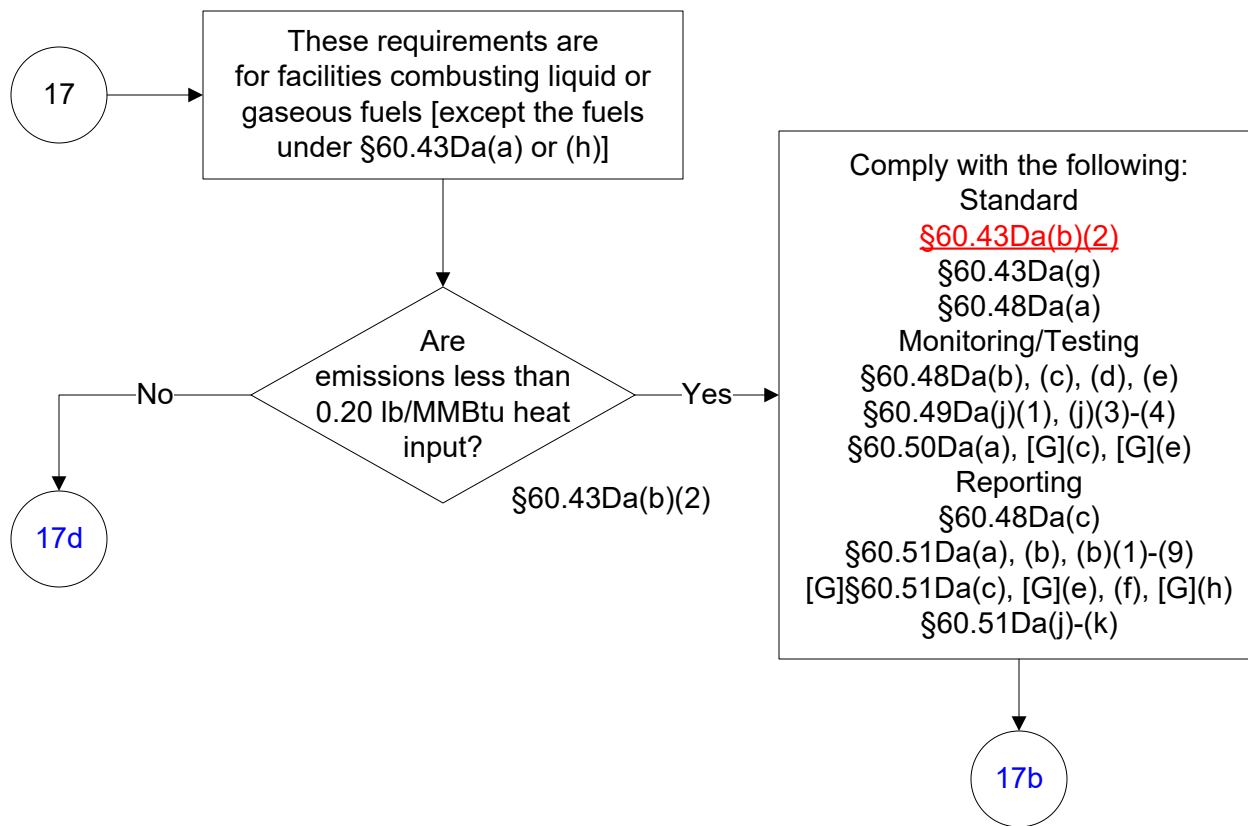 17
These requirements are
for facilities combusting liquid or
gaseous fuels [except the fuels
under §60.43Da(a) or (h)]
Are
emissions less than
0.20 lb/MMBtu heat
input?
§60.43Da(b)(2)
No
17d
Yes
Comply with the following:
Standard
§60.43Da(b)(2)
§60.43Da(g)
§60.48Da(a)
Monitoring/Testing
§60.48Da(b), (c), (d), (e)
§60.49Da(j)(1), (j)(3)-(4)
§60.50Da(a), [G](c), [G](e)
Reporting
§60.48Da(c)
§60.51Da(a), (b), (b)(1)-(9)
[G]§60.51Da(c), [G](e), (f), [G](h)
§60.51Da(j)-(k)
17b